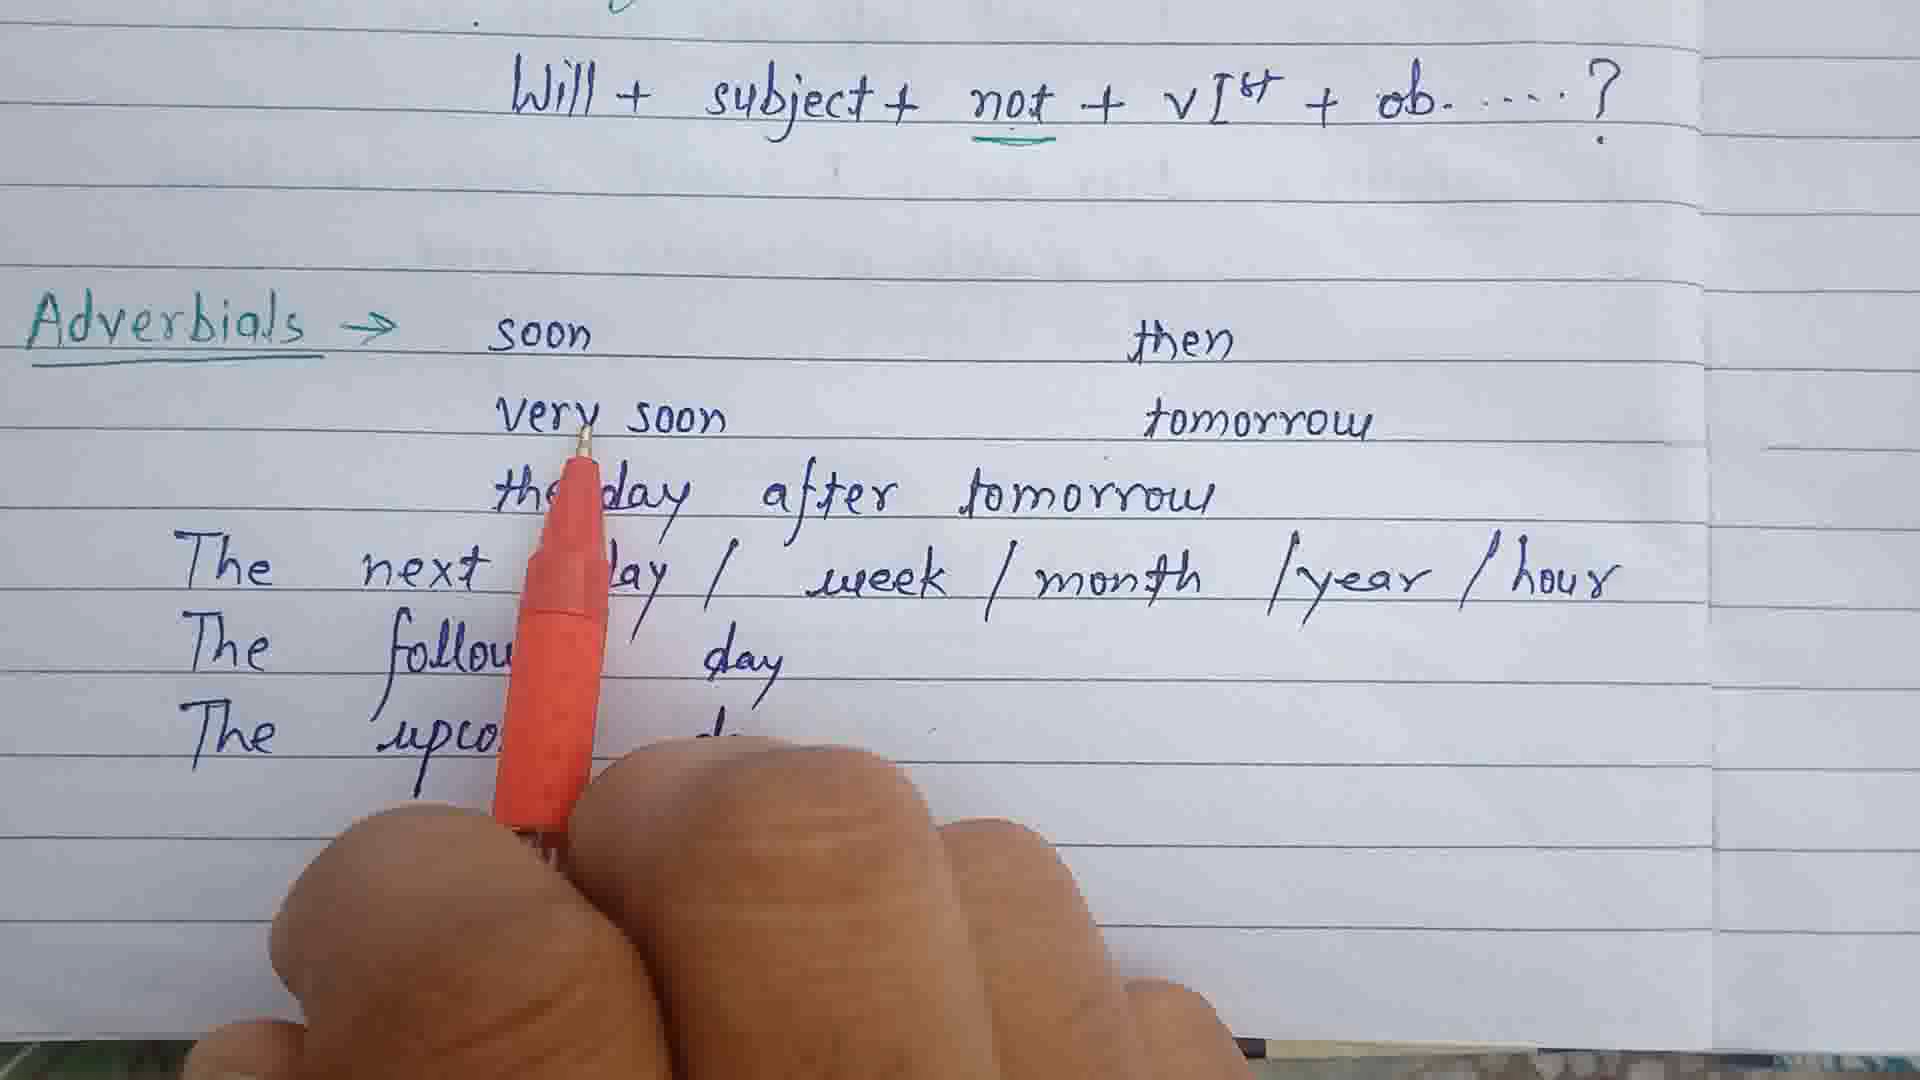 Will + subject + not + vIst + ob. ..... ?
Adverbials → soon then
very soon tomorrow
the day after tomorrow
The next day / week / month / year / hour
The day
The